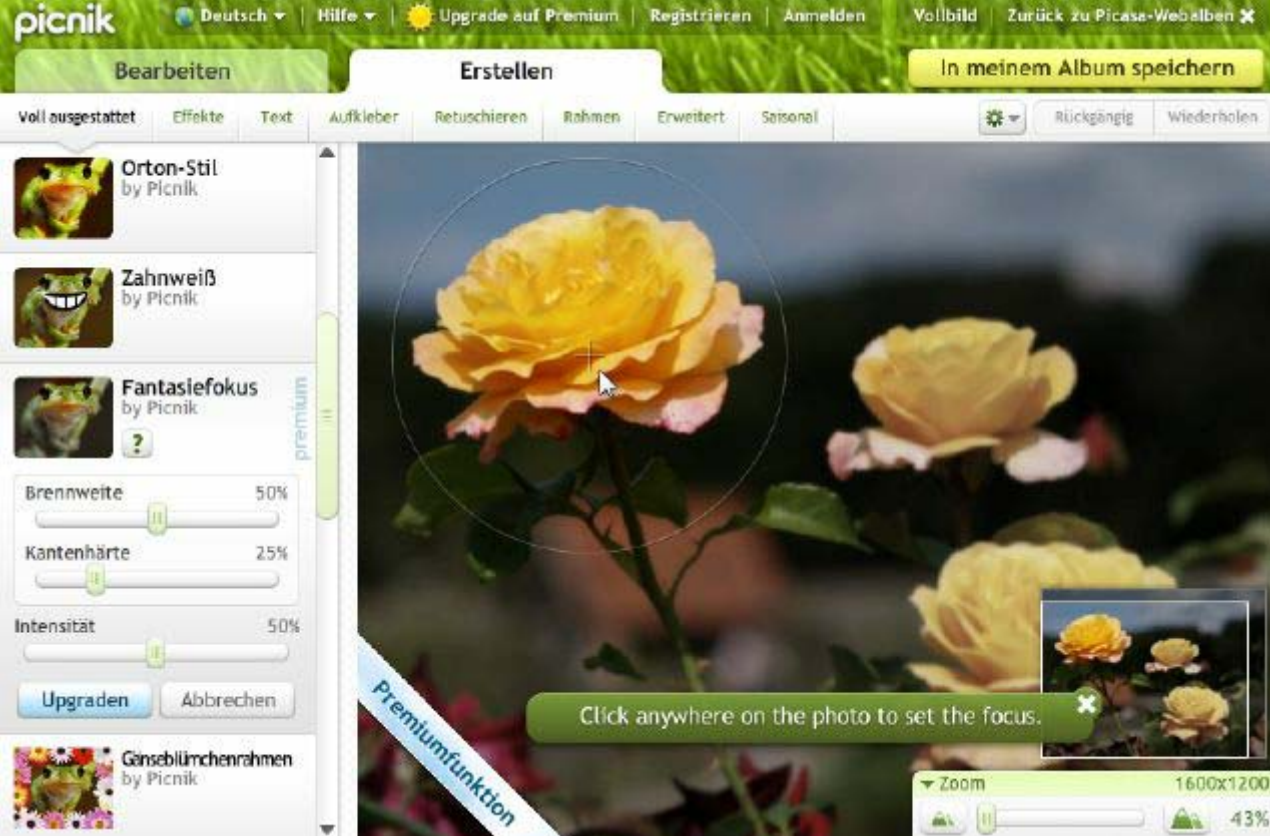 picnik
Deutsch
Hilfe
Upgrade auf Premium
Registrieren
Anmelden
Vollbild
Zurück zu Picasa-Webalben
Bearbeiten
Erstellen
In meinem Album speichern
Voll ausgestattet
Effekte
Text
Aufkleber
Retuschieren
Rahmen
Erweitert
Saisonal
Rückgängig
Wiederholen
Orton-Stil
by Picnik
Zahnweiß
by Picnik
Fantasiefokus
by Picnik
premium
?
Brennweite 50%
Kantenhärte 25%
Intensität 50%
Upgraden
Abbrechen
Gänseblümchenrahmen
by Picnik
Premiumfunktion
Click anywhere on the photo to set the focus.
Zoom 1600x1200
43%